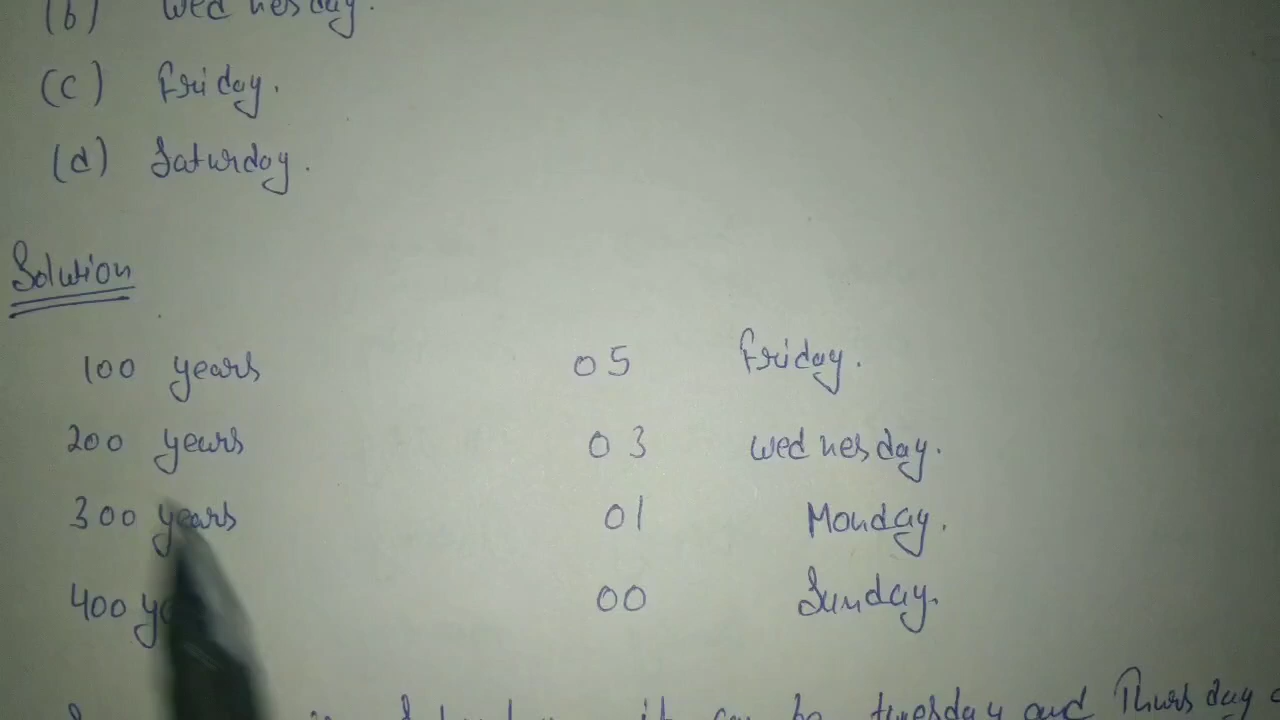 (b) Wednesday.
(c) Friday.
(d) Saturday.
Solution
100 years 05 Friday.
200 years 03 Wednesday.
300 years 01 Monday.
400 00 Sunday.
it can be tuesday and Thursday